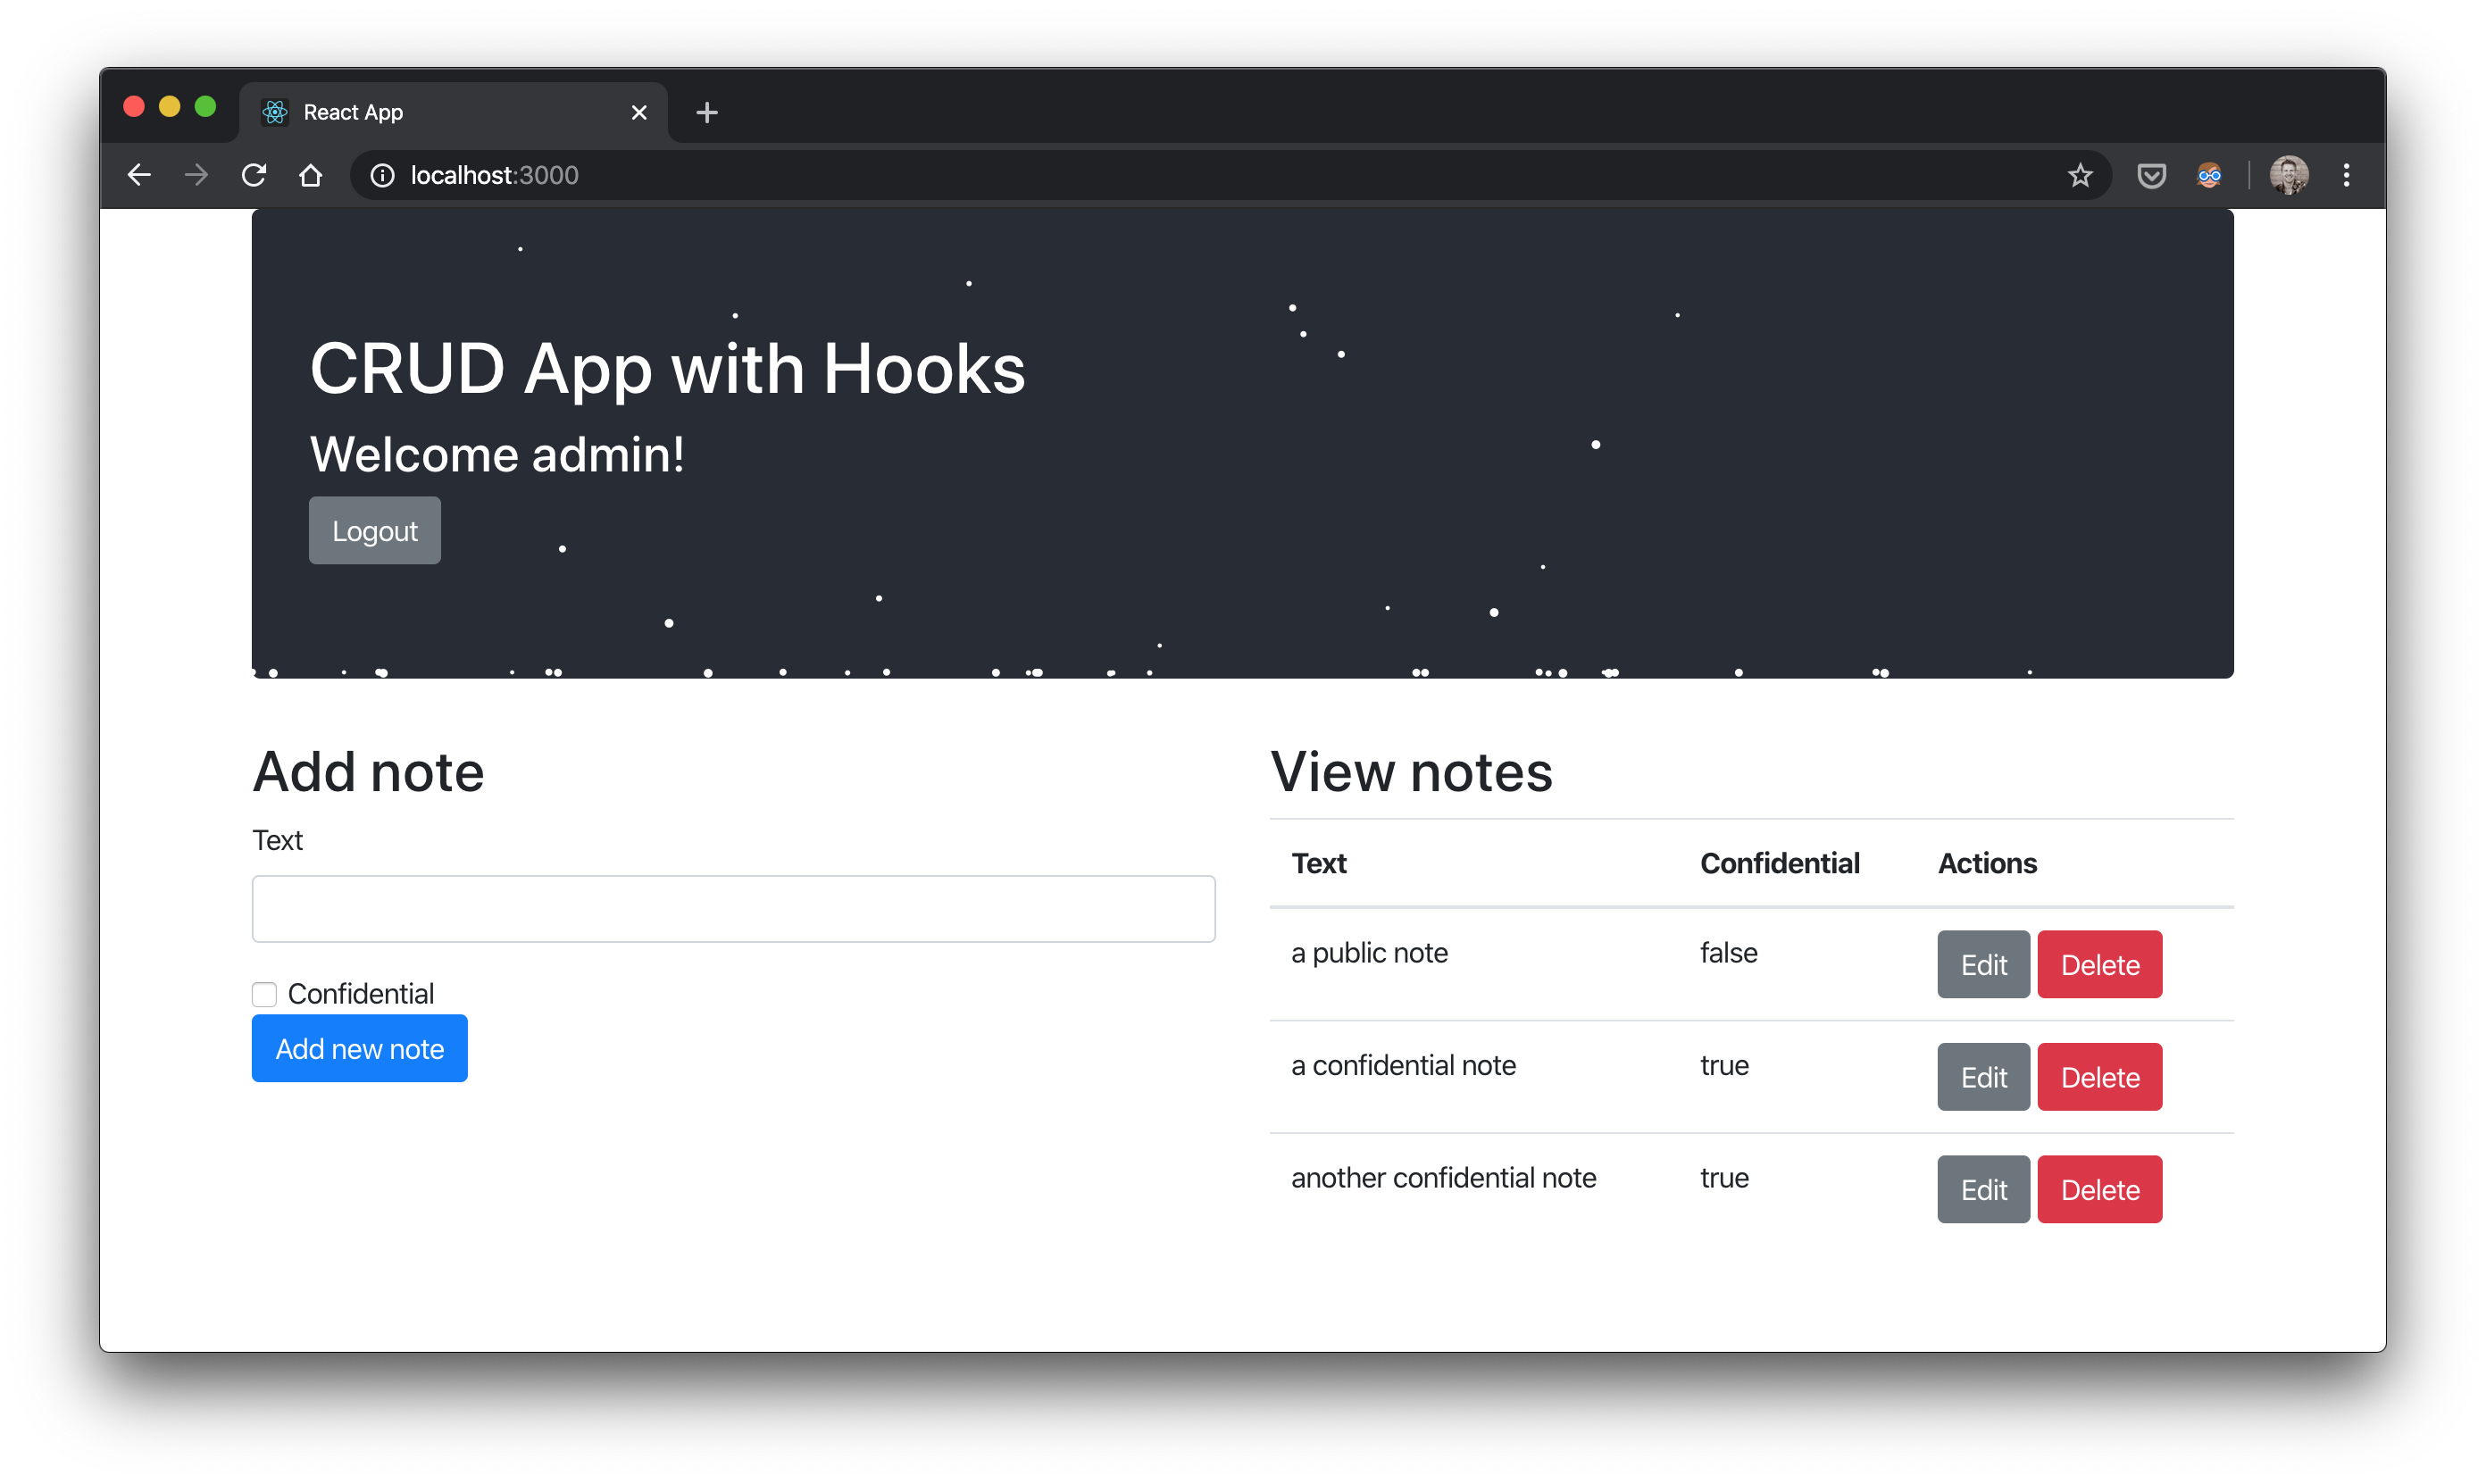 React App
localhost:3000
CRUD App with Hooks
Welcome admin!
Logout
Add note
Text
Confidential
Add new note
View notes
Text Confidential Actions
a public note false Edit Delete
a confidential note true Edit Delete
another confidential note true Edit Delete